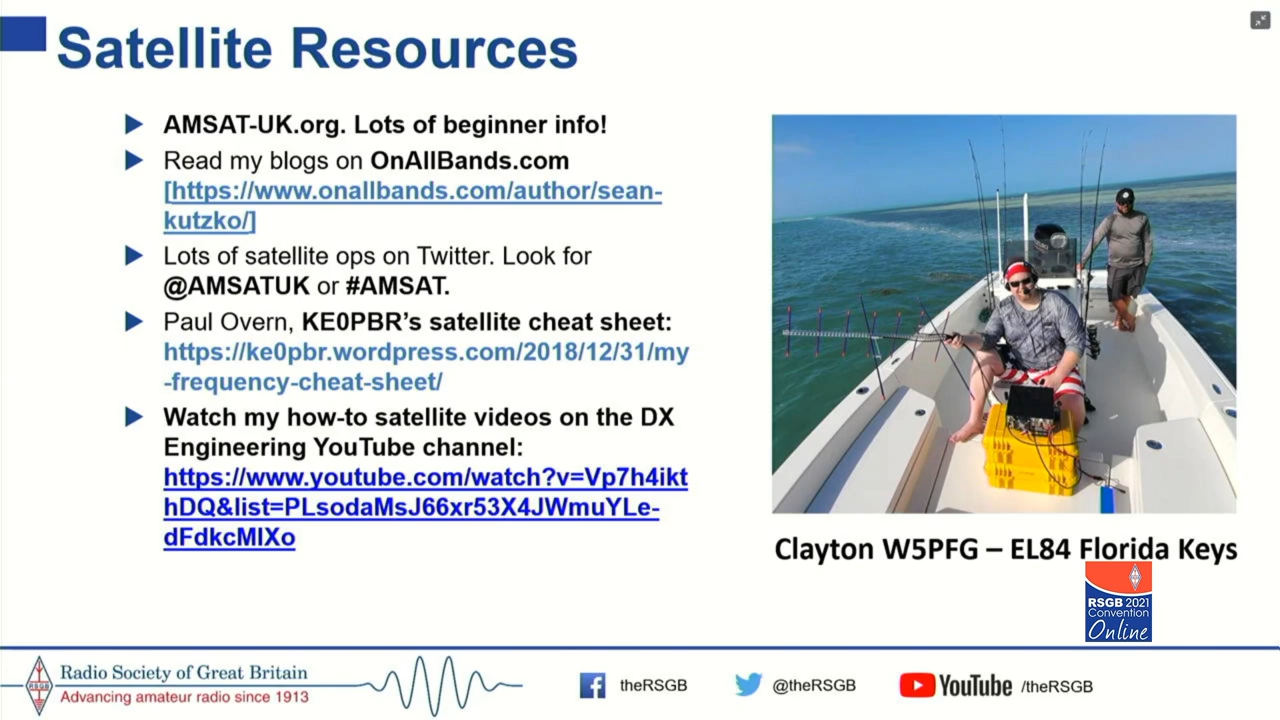 Satellite Resources
AMSAT-UK.org. Lots of beginner info!
Read my blogs on OnAllBands.com
[https://www.onallbands.com/author/sean-
kutzko/]
Lots of satellite ops on Twitter. Look for
@AMSATUK or #AMSAT.
Paul Overn, KE0PBR’s satellite cheat sheet:
https://ke0pbr.wordpress.com/2018/12/31/my
-frequency-cheat-sheet/
Watch my how-to satellite videos on the DX
Engineering YouTube channel:
https://www.youtube.com/watch?v=Vp7h4ikt
hDQ&list=PLsodaMsJ66xr53X4JWmuYLe-
dFdkcMIXo
Clayton W5PFG – EL84 Florida Keys
RSGB 2021
Convention
Online
RSGB
Radio Society of Great Britain
Advancing amateur radio since 1913
theRSGB
@theRSGB
YouTube /theRSGB